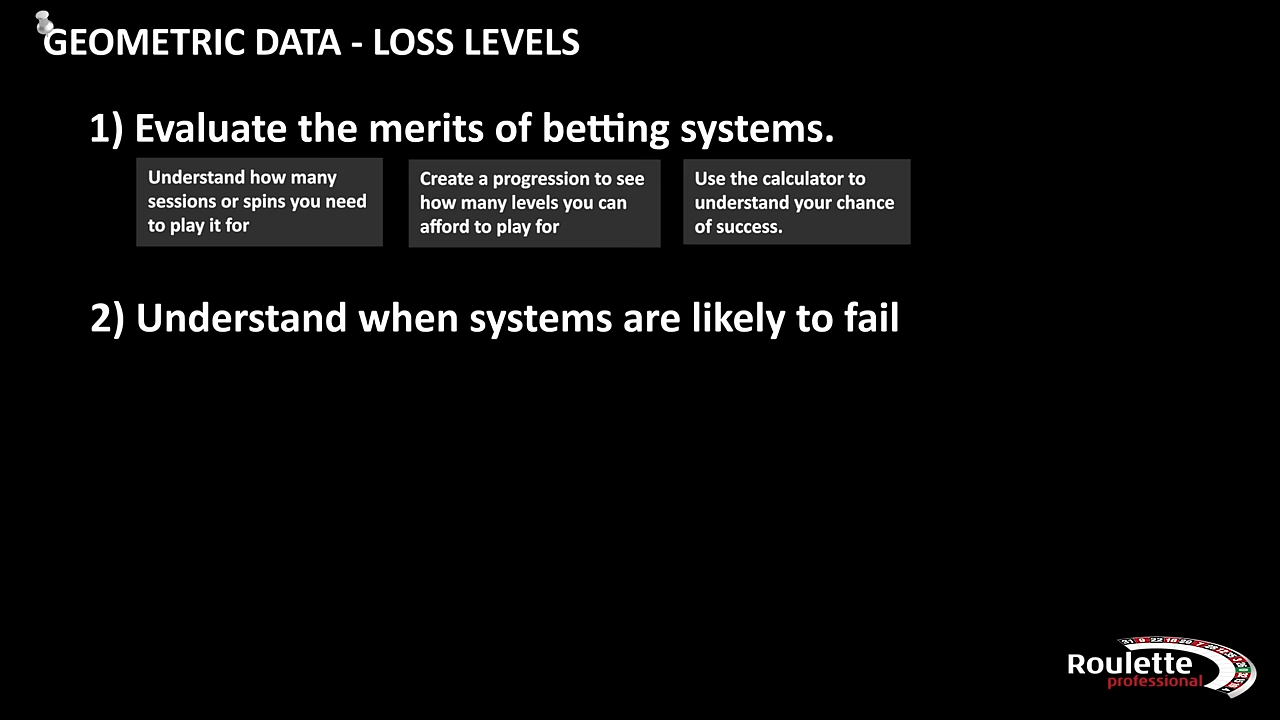 GEOMETRIC DATA - LOSS LEVELS
1) Evaluate the merits of betting systems.
Understand how many
sessions or spins you need
to play it for
Create a progression to see
how many levels you can
afford to play for
Use the calculator to
understand your chance
of success.
2) Understand when systems are likely to fail
Roulette
professional